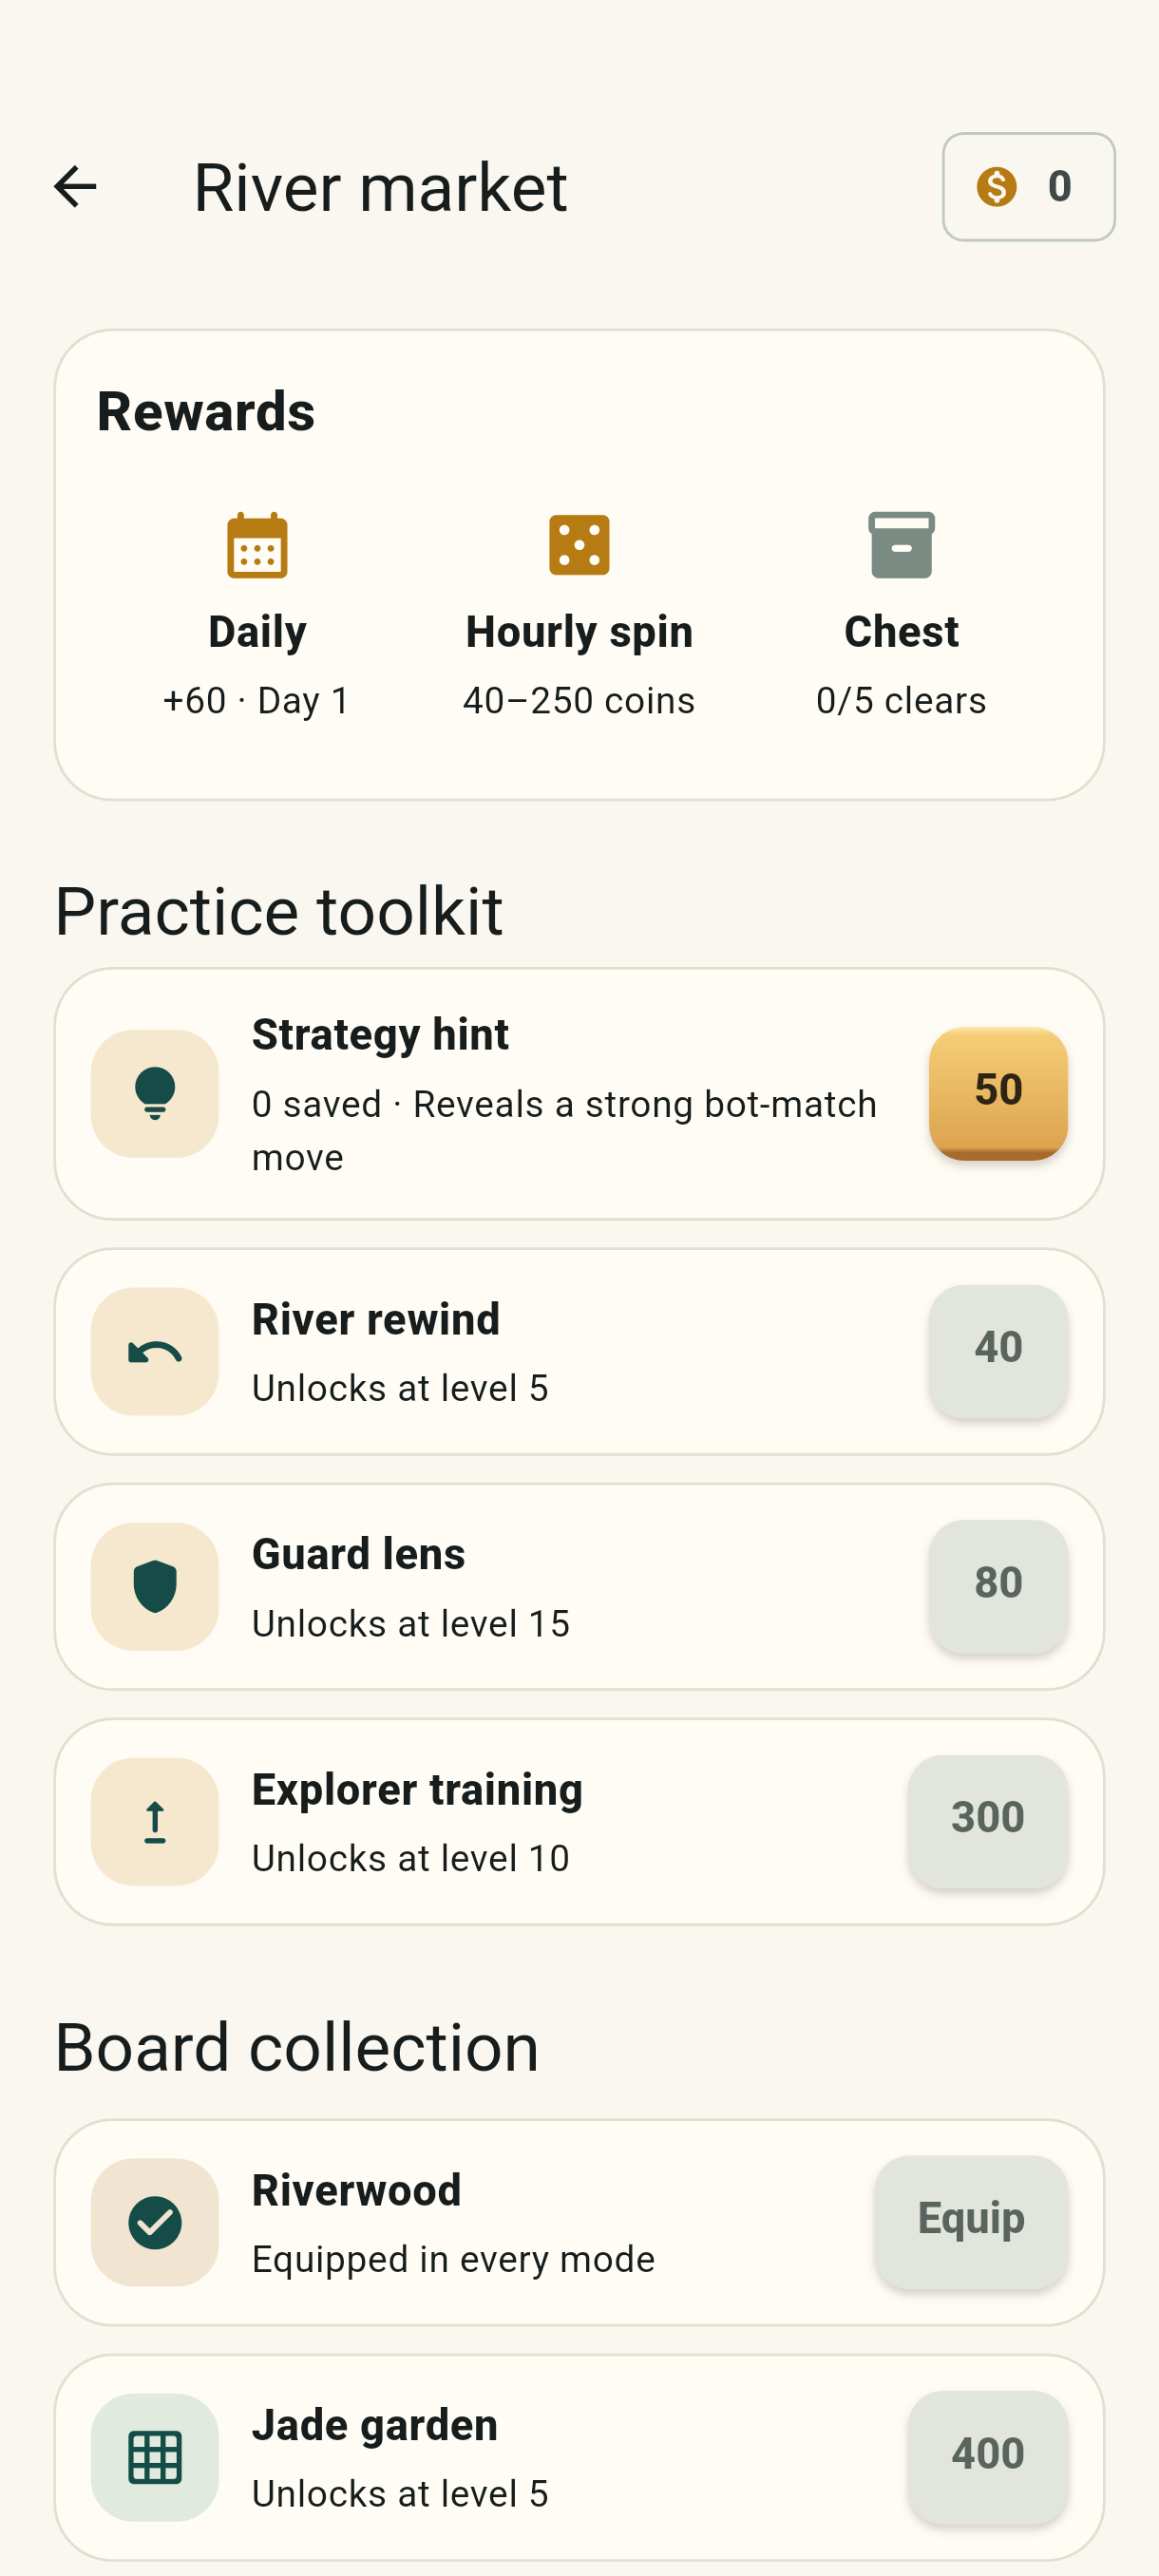 River market
0
Rewards
Daily
Hourly spin
Chest
+60 · Day 1
40–250 coins
0/5 clears
Practice toolkit
Strategy hint
0 saved · Reveals a strong bot-match
move
50
River rewind
Unlocks at level 5
40
Guard lens
Unlocks at level 15
80
Explorer training
Unlocks at level 10
300
Board collection
Riverwood
Equipped in every mode
Equip
Jade garden
Unlocks at level 5
400